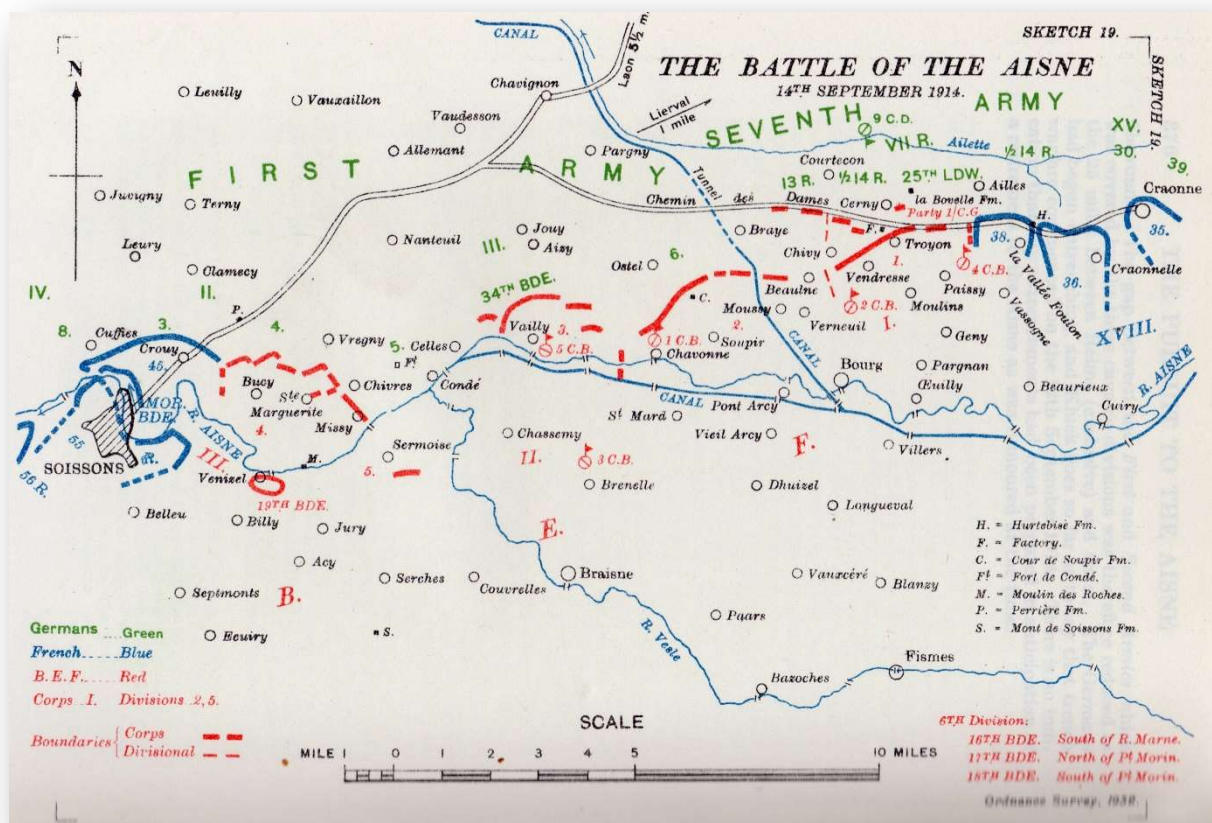 SKETCH 19.
CANAL
Laon 5½ m.
THE BATTLE OF THE AISNE
14TH SEPTEMBER 1914.
SKETCH 19.
N
Chavignon
Leuilly
Vauxaillon
Vaudesson
Lierval
1 mile
SEVENTH ARMY
9 C.D.
VII R.
XV.
Ailette
½ 14 R.
30.
Allemant
Pargny
Courtecon
39.
FIRST ARMY
Tunnel
13 R.
½ 14 R.
25TH LDW.
Ailles
Craonne
Juvigny
Terny
Chemin des Dames
Cerny
la Bovelle Fm.
Party 1/C.G.
H.
Leury
Nanteuil
Jouy
Aizy
Braye
F.
Troyon
38.
35.
III.
Clamecy
Ostel
6.
Chivy
1.
4 C.B.
la Vallée Foulon
Craonnelle
Vendresse
Paissy
36.
IV.
II.
34TH BDE.
C.
Beaulne
Moulins
Vassogne
P.
Moussy
2 C.B.
XVIII.
8.
3.
4.
Vailly
3.
2.
Verneuil
I.
Cuffies
Vregny
5.
Celles
5 C.B.
1 C.B.
Soupir
Geny
Crouy
45.
Ft
Chavonne
CANAL
Bourg
Pargnan
R. AISNE
Bucy
Ste
Marguerite
Chivres
Condé
Œuilly
Beaurieux
MOR.
BDE.
R. AISNE
Missy
CANAL
Pont Arcy
Cuiry
55
R.
4.
St Mard
Vieil Arcy
56 R.
SOISSONS
III.
M.
Sermoise
Chassemy
II.
3 C.B.
F.
Villers
Venizel
5.
Brenelle
Dhuizel
19TH BDE.
Longueval
Belleu
Billy
Jury
E.
H. = Hurtebise Fm.
F. = Factory.
C. = Cour de Soupir Fm.
Ft = Fort de Condé.
M. = Moulin des Roches.
P. = Perrière Fm.
S. = Mont de Soissons Fm.
Acy
Serches
Couvrelles
Braisne
Vauxcéré
Blanzy
Septmonts
B.
Paars
Ecuiry
S.
R. Vesle
Fismes
Bazoches
Germans .... Green
French ..... Blue
B.E.F. ..... Red
Corps .I. Divisions .2, 5.
Boundaries { Corps
Divisional
SCALE
MILE 1 0 1 2 3 4 5 10 MILES
6TH Division:
16TH BDE. South of R. Marne.
17TH BDE. North of Pt Morin.
18TH BDE. South of Pt Morin.
Ordnance Survey, 1930.